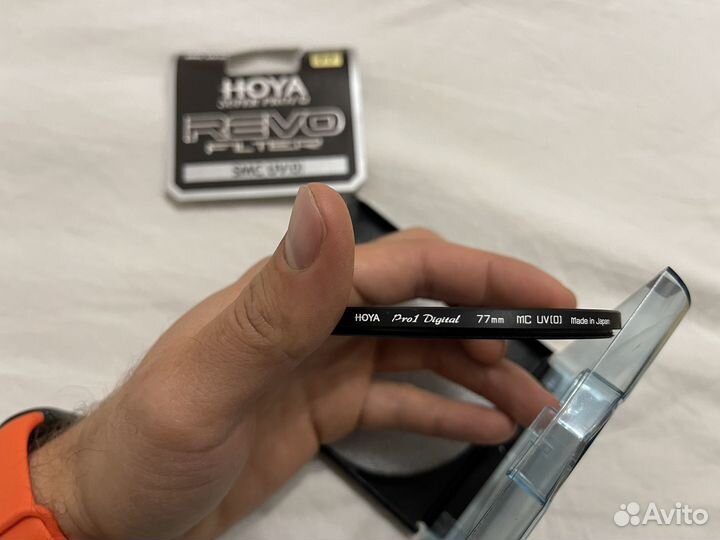 HOYA
SUPER PRO1 D
REVO
FILTER
SMC UV(0)
HOYA Pro1 Digital 77mm MC UV(0) Made in Japan
Avito